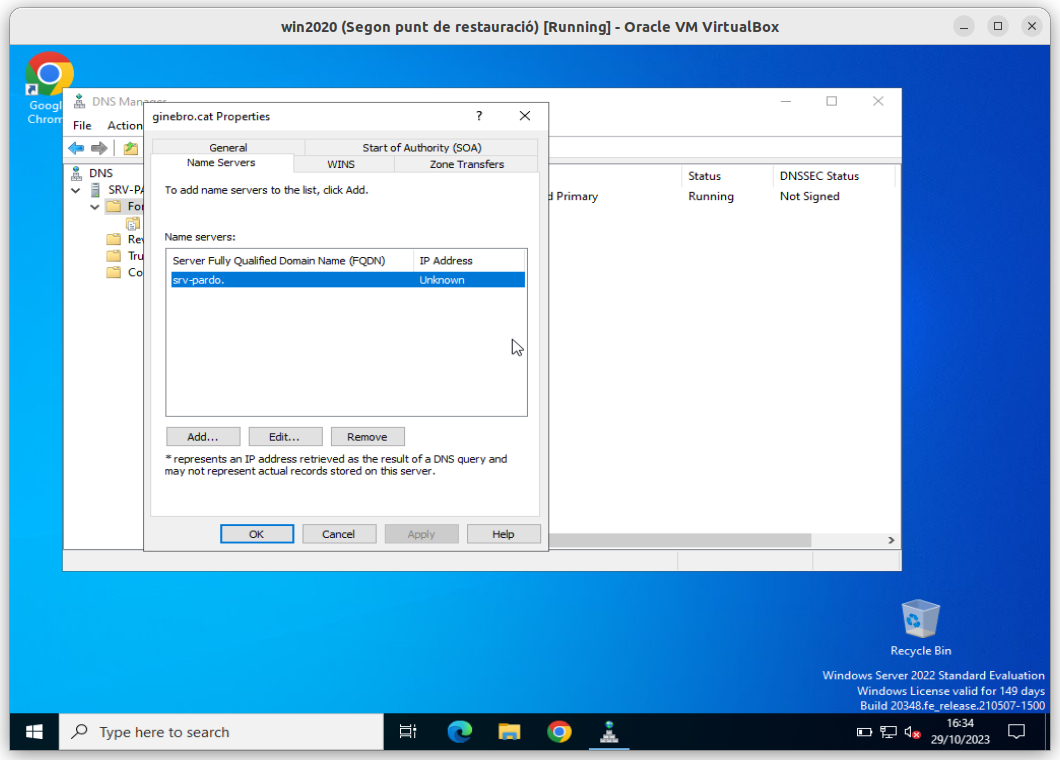 win2020 (Segon punt de restauració) [Running] - Oracle VM VirtualBox
Googl
Chrom
DNS Manager
File Action
ginebro.cat Properties
?
General Start of Authority (SOA)
Name Servers WINS Zone Transfers
To add name servers to the list, click Add.
Name servers:
Server Fully Qualified Domain Name (FQDN) IP Address
srv-pardo. Unknown
Add... Edit... Remove
* represents an IP address retrieved as the result of a DNS query and
may not represent actual records stored on this server.
OK Cancel Apply Help
DNS
SRV-PA
For
Rev
Tru
Co
Status DNSSEC Status
d Primary Running Not Signed
Recycle Bin
Windows Server 2022 Standard Evaluation
Windows License valid for 149 days
Build 20348.fe_release.210507-1500
Type here to search
16:34
29/10/2023